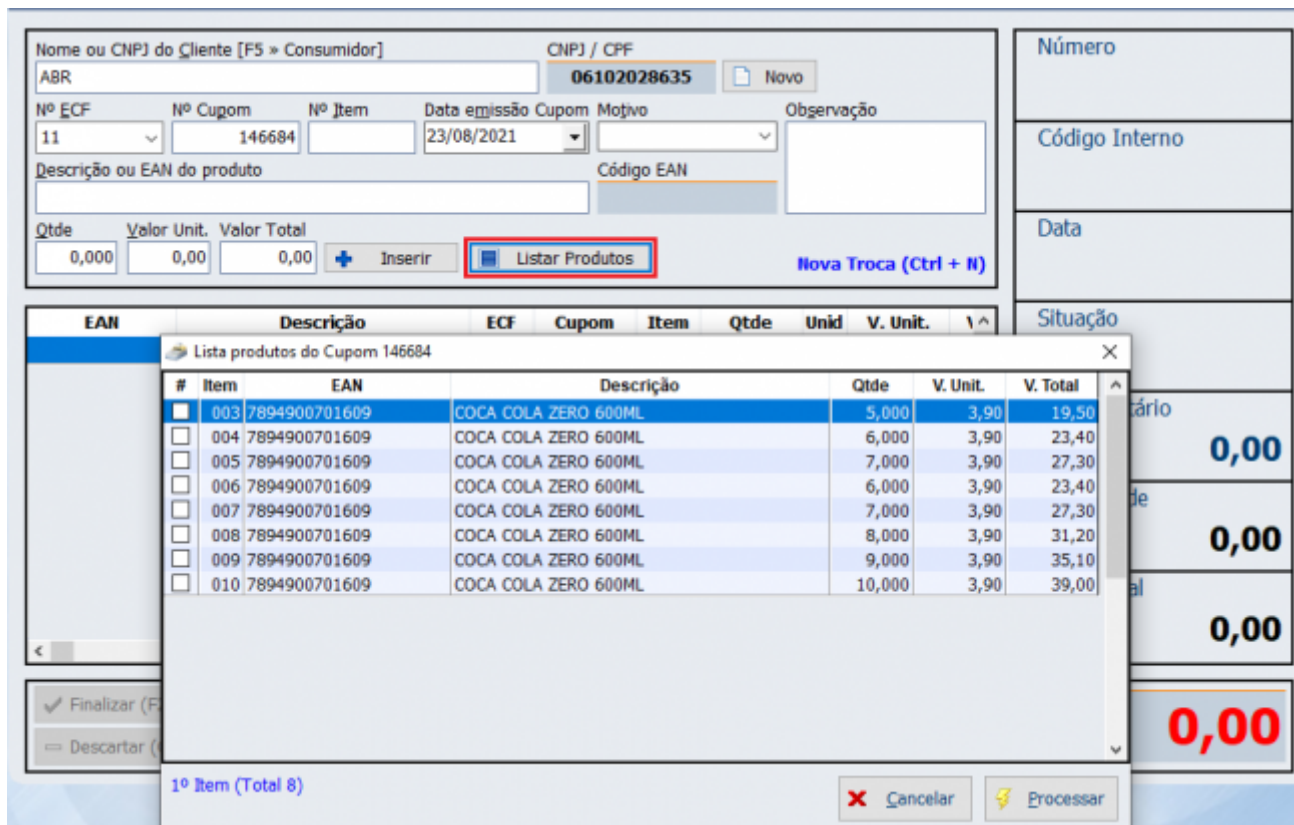 Nome ou CNPJ do Cliente [F5 » Consumidor] CNPJ / CPF
ABR 06102028635 Novo
Nº ECF Nº Cupom Nº Item Data emissão Cupom Motivo Observação
11 146684 23/08/2021
Descrição ou EAN do produto Código EAN
Qtde Valor Unit. Valor Total
0,000 0,00 0,00 Inserir Listar Produtos Nova Troca (Ctrl + N)
Número
Código Interno
Data
Situação
EAN Descrição ECF Cupom Item Qtde Unid V. Unit.
Lista produtos do Cupom 146684
# Item EAN Descrição Qtde V. Unit. V. Total
003 7894900701609 COCA COLA ZERO 600ML 5,000 3,90 19,50
004 7894900701609 COCA COLA ZERO 600ML 6,000 3,90 23,40
005 7894900701609 COCA COLA ZERO 600ML 7,000 3,90 27,30
006 7894900701609 COCA COLA ZERO 600ML 6,000 3,90 23,40
007 7894900701609 COCA COLA ZERO 600ML 7,000 3,90 27,30
008 7894900701609 COCA COLA ZERO 600ML 8,000 3,90 31,20
009 7894900701609 COCA COLA ZERO 600ML 9,000 3,90 35,10
010 7894900701609 COCA COLA ZERO 600ML 10,000 3,90 39,00
tário
0,00
de
0,00
al
0,00
Finalizar (F
Descartar (
0,00
1º Item (Total 8)
Cancelar Processar